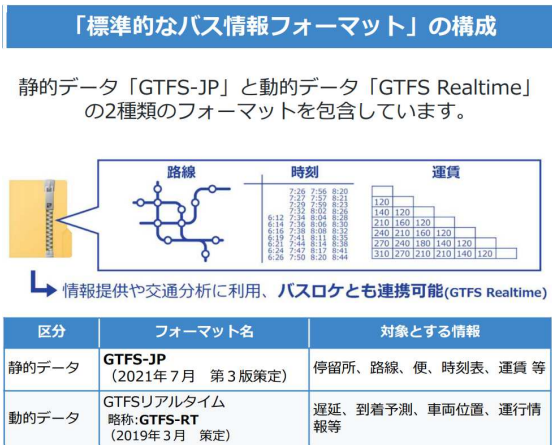 「標準的なバス情報フォーマット」の構成
静的データ「GTFS-JP」と動的データ「GTFS Realtime」
の2種類のフォーマットを包含しています。
路線 時刻 運賃
7:26 7:56 8:20
7:27 7:57 8:21
7:29 7:59 8:23
7:32 8:02 8:26
6:12 7:34 8:04 8:28
6:14 7:36 8:06 8:30
6:16 7:38 8:08 8:32
6:19 7:41 8:11 8:35
6:21 7:44 8:14 8:38
6:24 7:47 8:17 8:41
6:26 7:50 8:20 8:44
120
140 120
210 160 120
240 210 160 120
270 240 180 140 120
310 270 210 210 140 120
情報提供や交通分析に利用、バスロケとも連携可能(GTFS Realtime)
区分 フォーマット名 対象とする情報
静的データ
GTFS-JP
（2021年７月　第３版策定）
停留所、路線、便、時刻表、運賃 等
動的データ
GTFSリアルタイム
略称:GTFS-RT
（2019年３月　策定）
遅延、到着予測、車両位置、運行情
報等